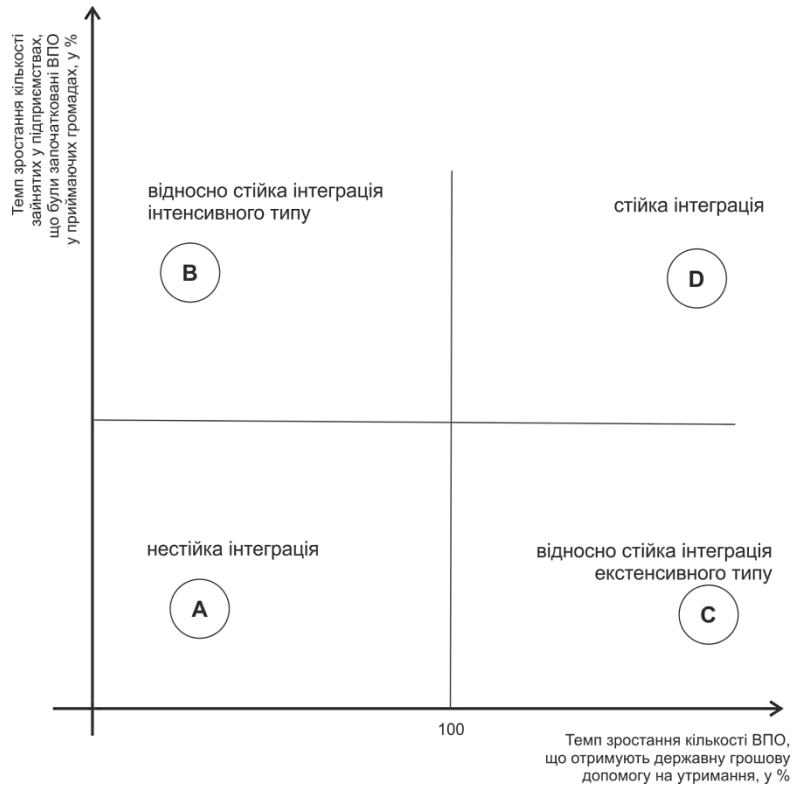 Темп зростання кількості
зайнятих у підприємствах,
що були започатковані ВПО
у приймаючих громадах, у %
відносно стійка інтеграція
інтенсивного типу
B
стійка інтеграція
D
нестійка інтеграція
A
відносно стійка інтеграція
екстенсивного типу
C
100
Темп зростання кількості ВПО,
що отримують державну грошову
допомогу на утримання, у %